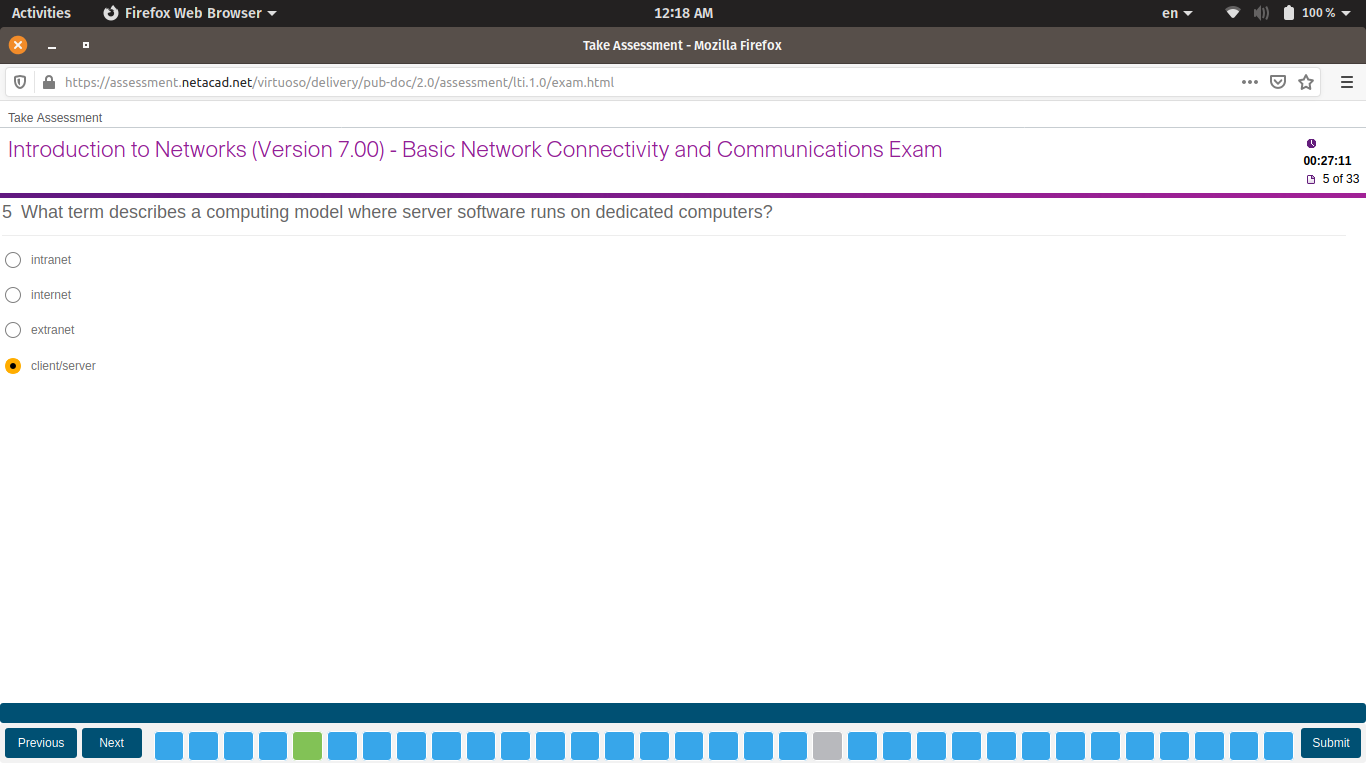 Activities Firefox Web Browser 12:18 AM en 100 %
Take Assessment - Mozilla Firefox
https://assessment.netacad.net/virtuoso/delivery/pub-doc/2.0/assessment/lti.1.0/exam.html
Take Assessment
Introduction to Networks (Version 7.00) - Basic Network Connectivity and Communications Exam
00:27:11
5 of 33
5 What term describes a computing model where server software runs on dedicated computers?
intranet
internet
extranet
client/server
Previous Next Submit